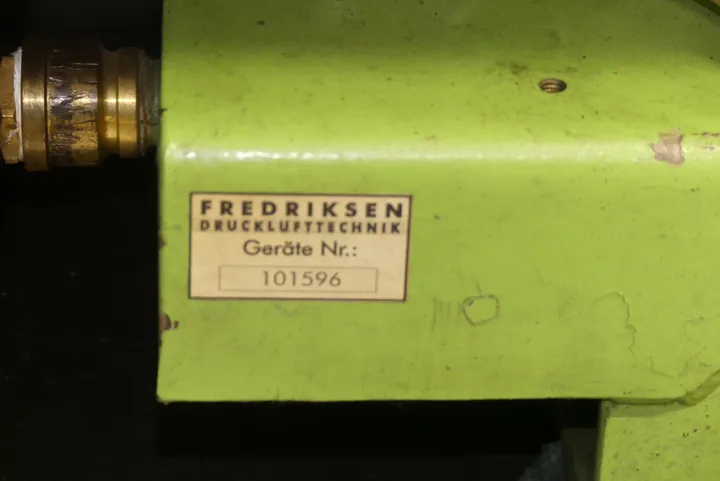 FREDRIKSEN
DRUCKLUFTTECHNIK
Geräte Nr.:
101596